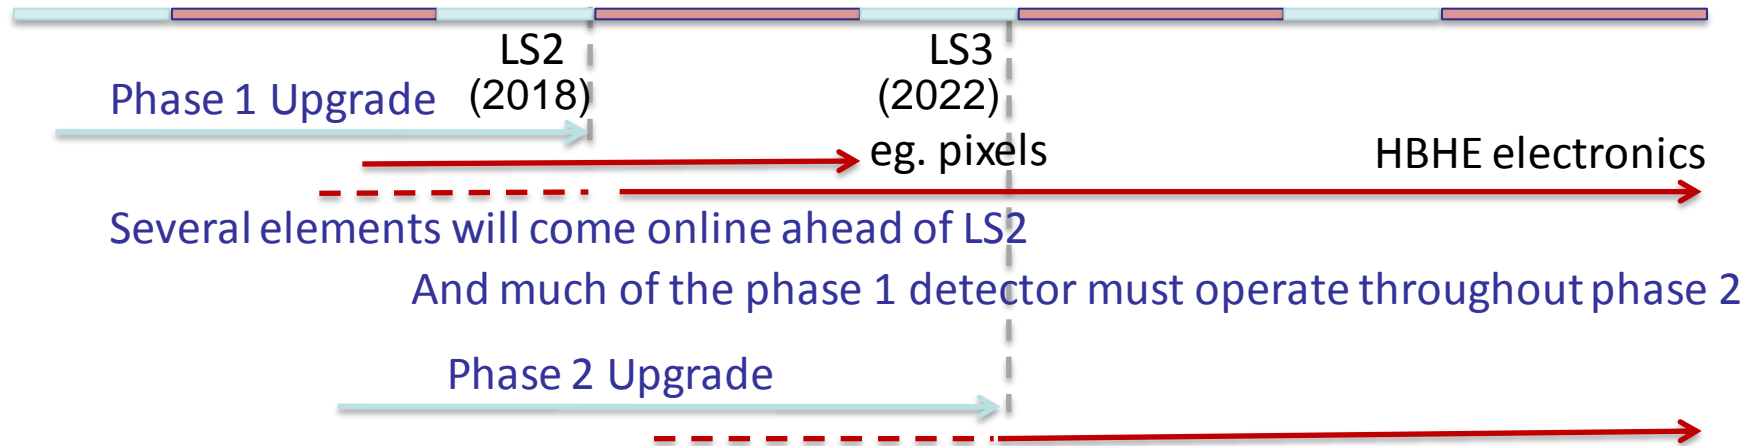 LS2
(2018)
LS3
(2022)
Phase 1 Upgrade
eg. pixels
HBHE electronics
Several elements will come online ahead of LS2
And much of the phase 1 detector must operate throughout phase 2
Phase 2 Upgrade